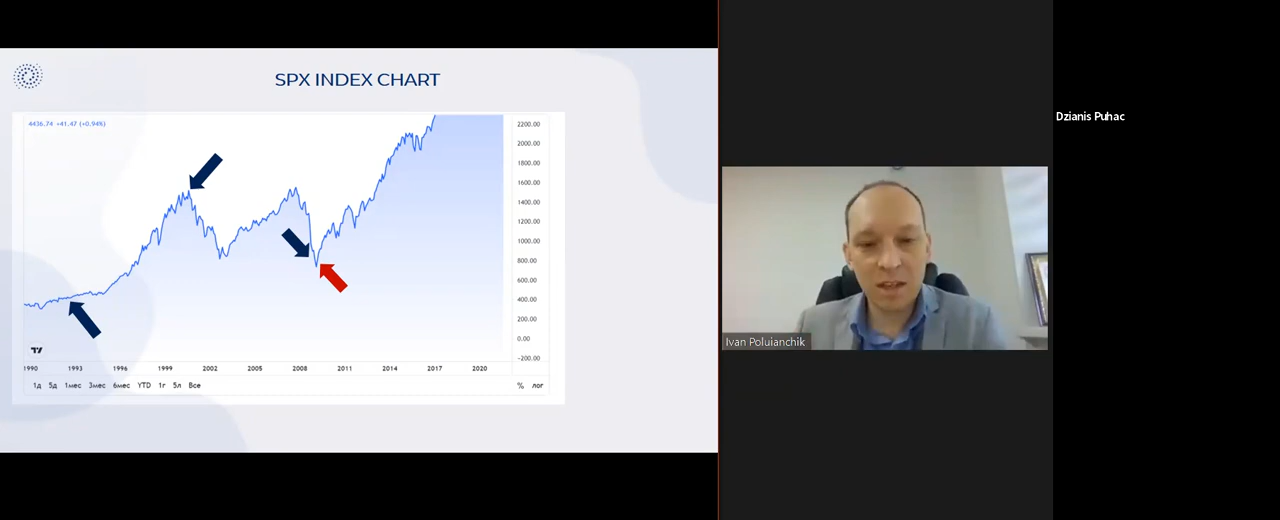 SPX INDEX CHART
4436.74 +41.47 (+0.94%)
2200.00
2000.00
1800.00
1600.00
1400.00
1200.00
1000.00
800.00
600.00
400.00
200.00
0.00
-200.00
1990 1993 1996 1999 2002 2005 2008 2011 2014 2017 2020
1д 5д 1мес 3мес 6мес YTD 1г 5л Все % лог
Ivan Poluianchik
Dzianis Puhac